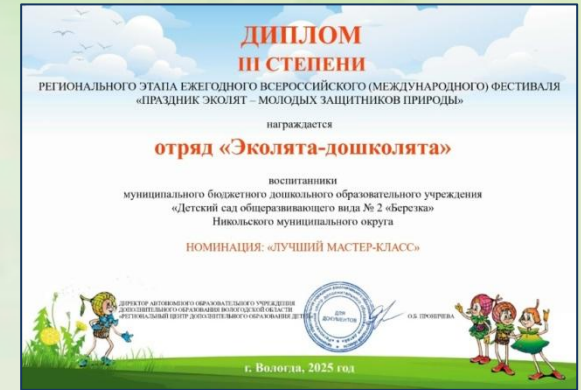 ДИПЛОМ
III СТЕПЕНИ
РЕГИОНАЛЬНОГО ЭТАПА ЕЖЕГОДНОГО ВСЕРОССИЙСКОГО (МЕЖДУНАРОДНОГО) ФЕСТИВАЛЯ
«ПРАЗДНИК ЭКОЛЯТ – МОЛОДЫХ ЗАЩИТНИКОВ ПРИРОДЫ»
награждается
отряд «Эколята-дошколята»
воспитанники
муниципального бюджетного дошкольного образовательного учреждения
«Детский сад общеразвивающего вида № 2 «Березка»
Никольского муниципального округа
НОМИНАЦИЯ: «ЛУЧШИЙ МАСТЕР-КЛАСС»
ДИРЕКТОР АВТОНОМНОГО ОБРАЗОВАТЕЛЬНОГО УЧРЕЖДЕНИЯ
ДОПОЛНИТЕЛЬНОГО ОБРАЗОВАНИЯ ВОЛОГОДСКОЙ ОБЛАСТИ
«РЕГИОНАЛЬНЫЙ ЦЕНТР ДОПОЛНИТЕЛЬНОГО ОБРАЗОВАНИЯ
ДЛЯ
ДОКУМЕНТОВ
г. Вологда, 2025 год